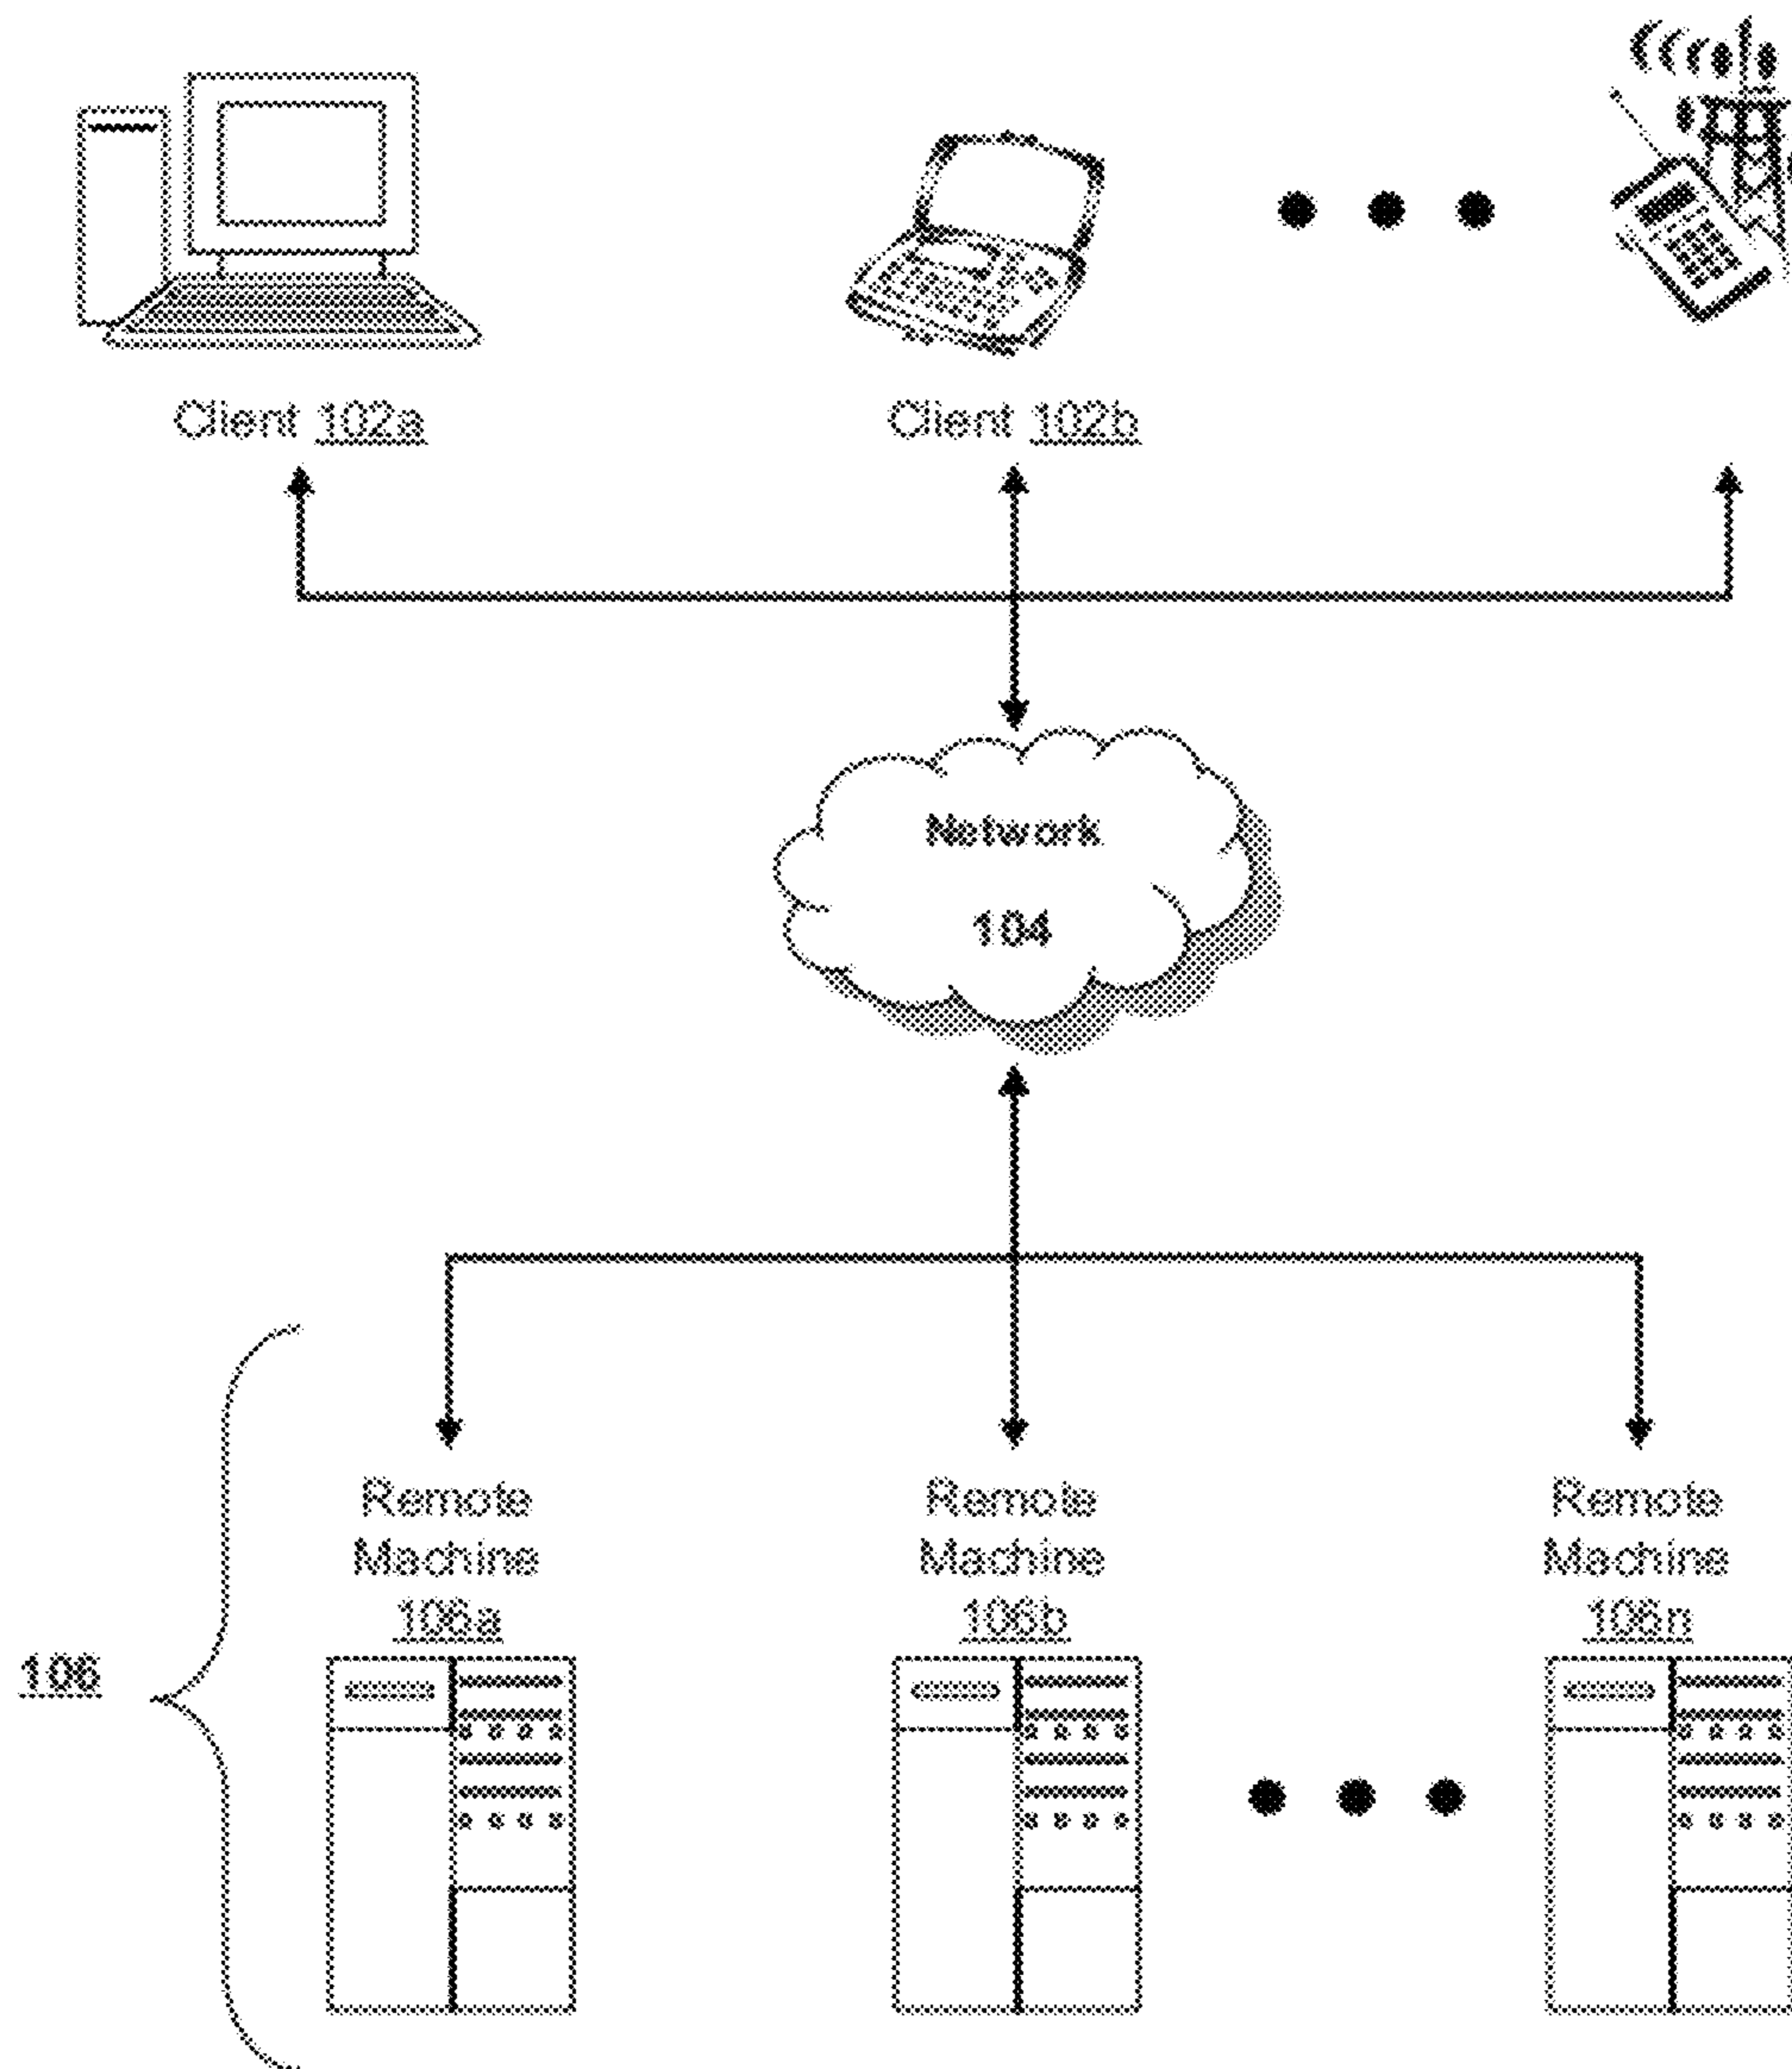 Client 102a
Client 102b
Network
104
Remote
Machine
106a
Remote
Machine
106b
Remote
Machine
106n
106